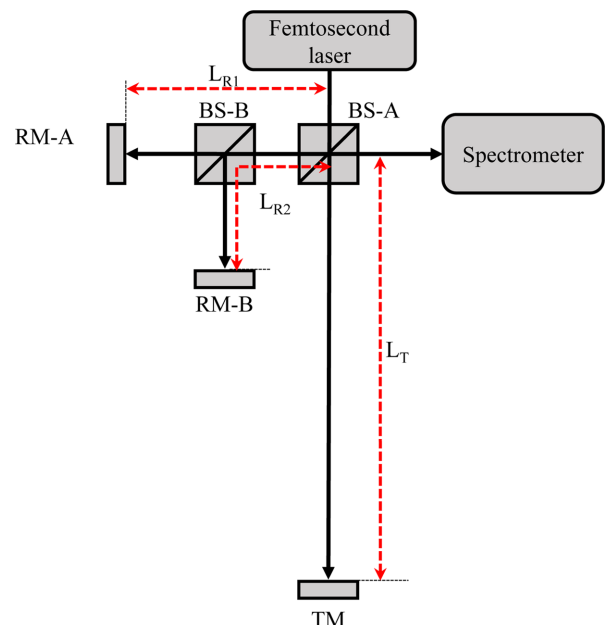 Femtosecond
laser
L_R1
BS-B
BS-A
RM-A
Spectrometer
L_R2
RM-B
L_T
TM